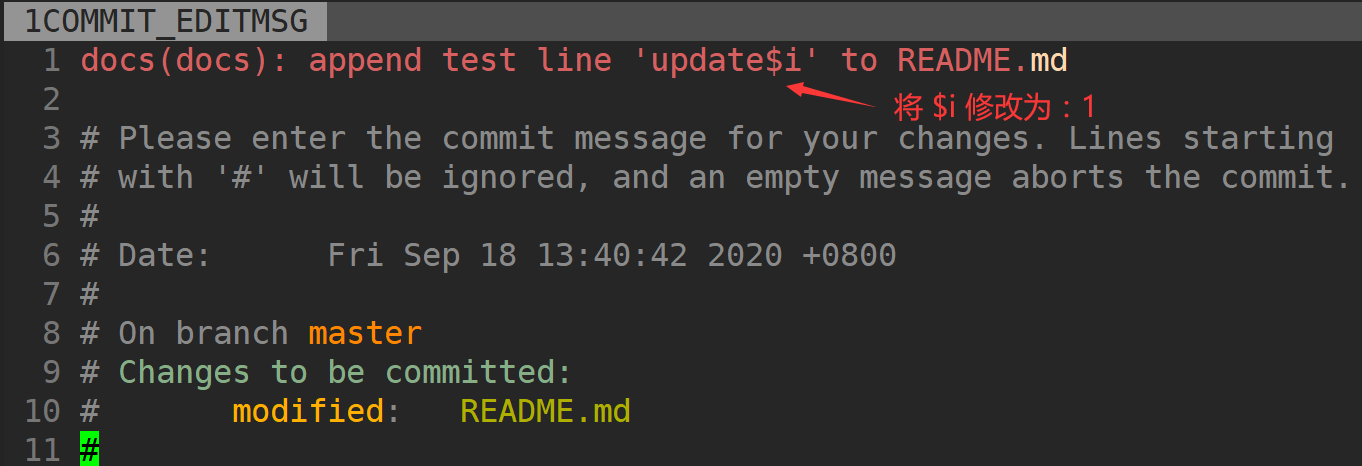 1COMMIT_EDITMSG
1 docs(docs): append test line 'update$i' to README.md
2
将 $i 修改为：1
3 # Please enter the commit message for your changes. Lines starting
4 # with '#' will be ignored, and an empty message aborts the commit.
5 #
6 # Date:      Fri Sep 18 13:40:42 2020 +0800
7 #
8 # On branch master
9 # Changes to be committed:
10 #       modified:   README.md
11 #